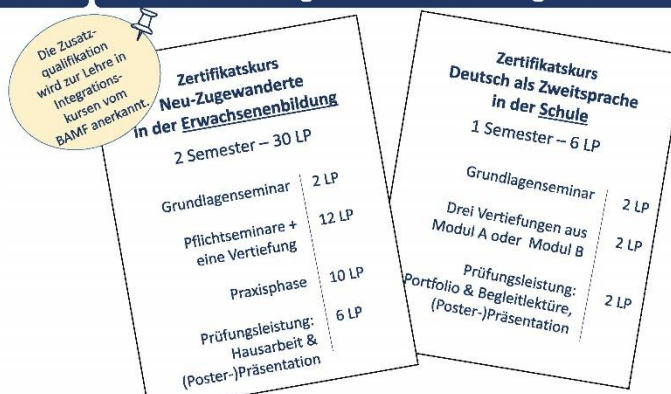 Die Zusatz-
qualifikation
wird zur Lehre in
Integrations-
kursen vom
BAMF anerkannt.
Zertifikatskurs
Neu-Zugewanderte
in der Erwachsenenbildung
2 Semester – 30 LP
Grundlagenseminar 2 LP
Pflichtseminare +
eine Vertiefung 12 LP
Praxisphase 10 LP
Prüfungsleistung: 6 LP
Hausarbeit &
(Poster-)Präsentation
Zertifikatskurs
Deutsch als Zweitsprache
in der Schule
1 Semester – 6 LP
Grundlagenseminar 2 LP
Drei Vertiefungen aus
Modul A oder Modul B 2 LP
Prüfungsleistung:
Portfolio & Begleitlektüre, 2 LP
(Poster-)Präsentation